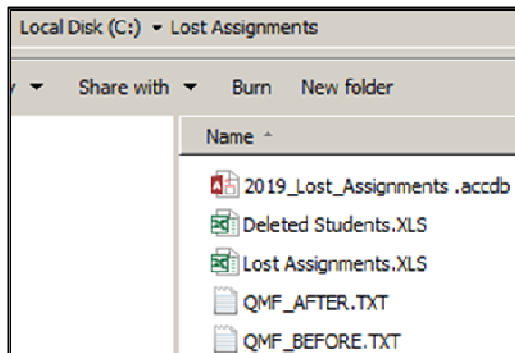 Local Disk (C:) Lost Assignments
Share with Burn New folder
Name
2019_Lost_Assignments .accdb
Deleted Students.XLS
Lost Assignments.XLS
QMF_AFTER.TXT
QMF_BEFORE.TXT